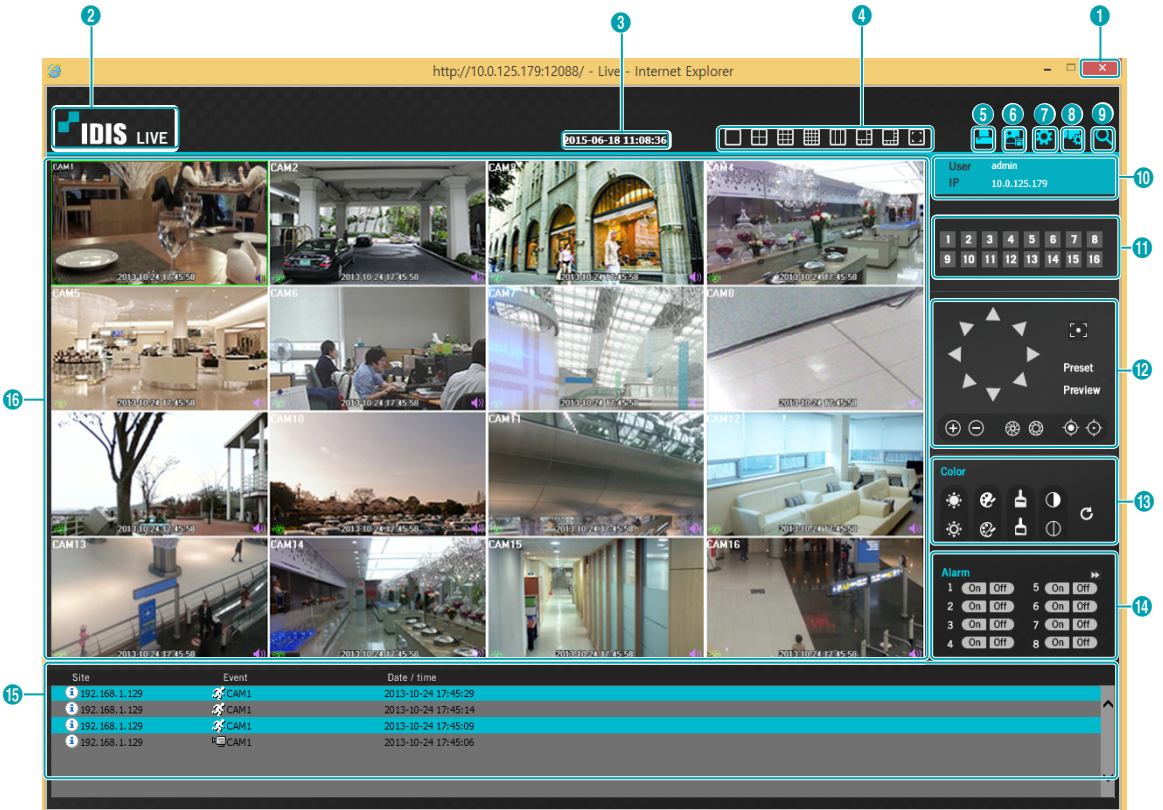 2
3
4
1
http://10.0.125.179:12088/ - Live - Internet Explorer
IDIS LIVE
2015-06-18 11:08:36
5 6 7 8 9
User admin
IP 10.0.125.179
10
CAM1
2013-10-24 17:45:58
CAM2
2013-10-24 17:45:58
CAM3
2013-10-24 17:45:58
CAM4
2013-10-24 17:45:58
1 2 3 4 5 6 7 8
9 10 11 12 13 14 15 16
11
CAM5
2013-10-24 17:45:58
CAM6
2013-10-24 17:45:58
CAM7
2013-10-24 17:45:58
CAM8
2013-10-24 17:45:58
Preset
Preview
12
16
CAM10
CAM11
CAM12
2013-10-24 17:45:58
2013-10-24 17:45:58
2013-10-24 17:45:58
2013-10-24 17:45:58
Color
13
CAM13
2013-10-24 17:45:58
CAM14
2013-10-24 17:45:58
CAM15
2013-10-24 17:45:58
CAM16
2013-10-24 17:45:58
Alarm
1 On Off 5 On Off
2 On Off 6 On Off
3 On Off 7 On Off
4 On Off 8 On Off
14
15
Site Event Date / time
192.168.1.129 CAM1 2013-10-24 17:45:29
192.168.1.129 CAM1 2013-10-24 17:45:14
192.168.1.129 CAM1 2013-10-24 17:45:09
192.168.1.129 CAM1 2013-10-24 17:45:06